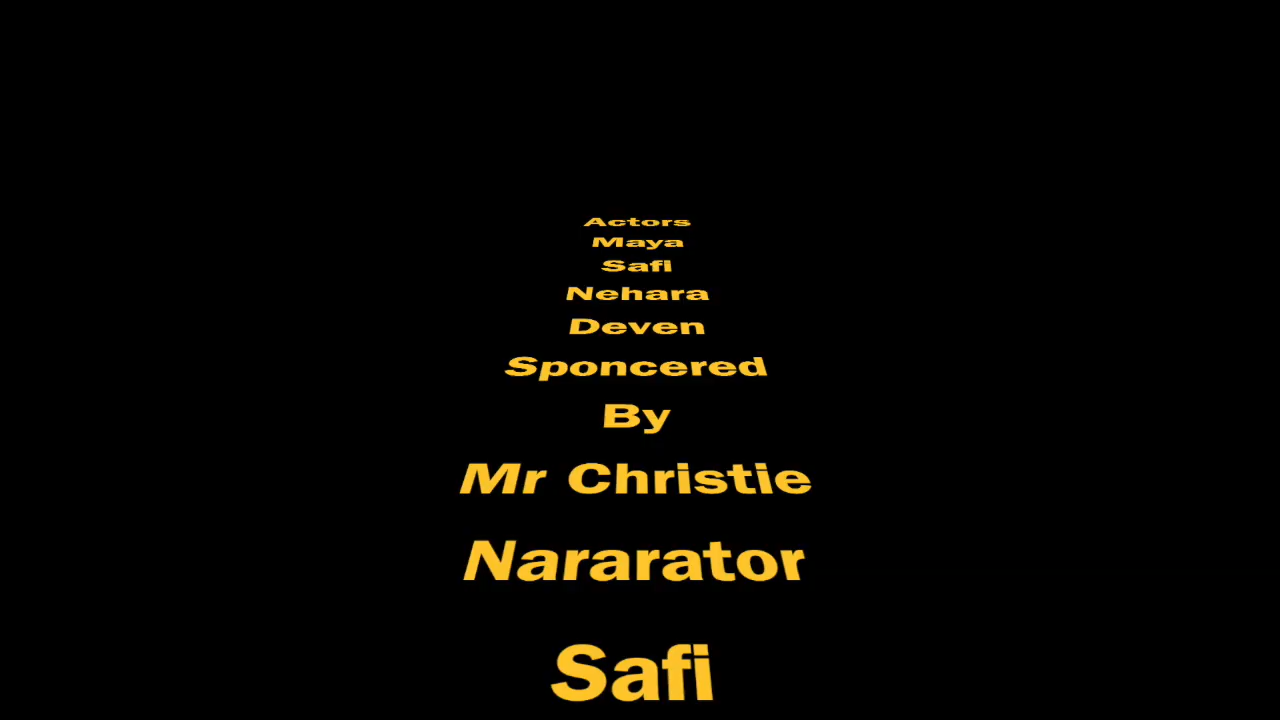 Actors
Maya
Safi
Nehara
Deven
Sponcered
By
Mr Christie
Nararator
Safi